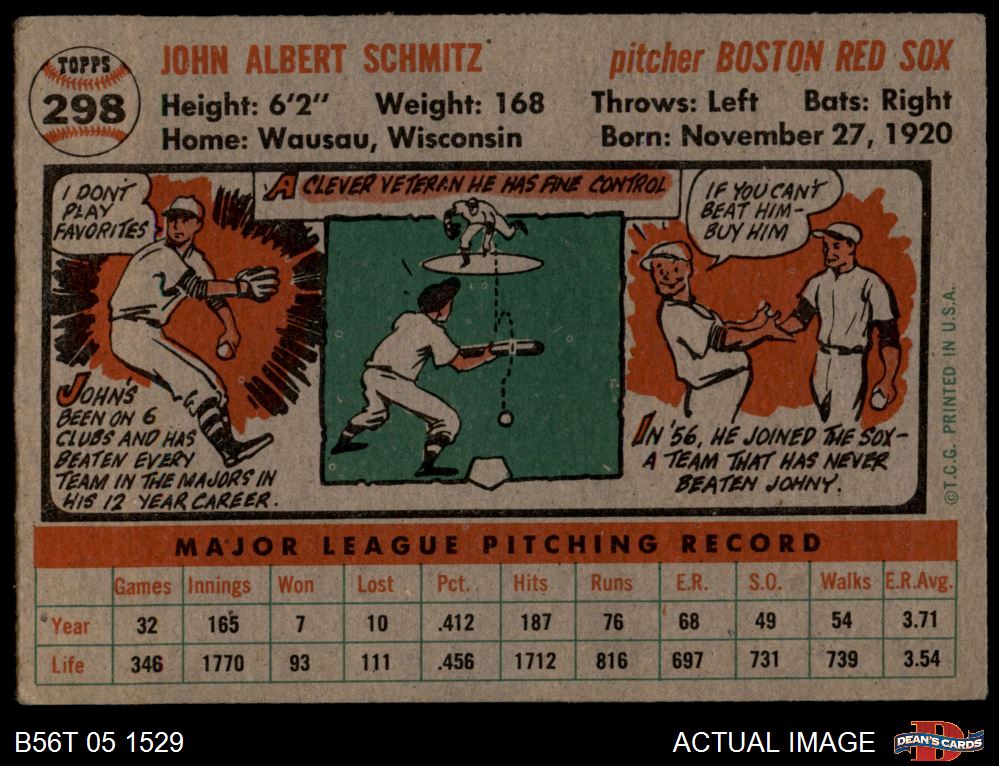 TOPPS
298
JOHN ALBERT SCHMITZ
pitcher BOSTON RED SOX
Height: 6'2" Weight: 168 Throws: Left Bats: Right
Home: Wausau, Wisconsin Born: November 27, 1920
I DON'T
PLAY
FAVORITES
JOHN'S
BEEN ON 6
CLUBS AND HAS
BEATEN EVERY
TEAM IN THE MAJORS IN
HIS 12 YEAR CAREER.
A CLEVER VETERAN HE HAS FINE CONTROL
IF YOU CAN'T
BEAT HIM-
BUY HIM
IN '56, HE JOINED THE SOX-
A TEAM THAT HAS NEVER
BEATEN JOHNY.
©T.C.G. PRINTED IN U.S.A.
MAJOR LEAGUE PITCHING RECORD
Games Innings Won Lost Pct. Hits Runs E.R. S.O. Walks E.R.Avg.
Year 32 165 7 10 .412 187 76 68 49 54 3.71
Life 346 1770 93 111 .456 1712 816 697 731 739 3.54
B56T 05 1529
ACTUAL IMAGE
D
DEAN'S CARDS